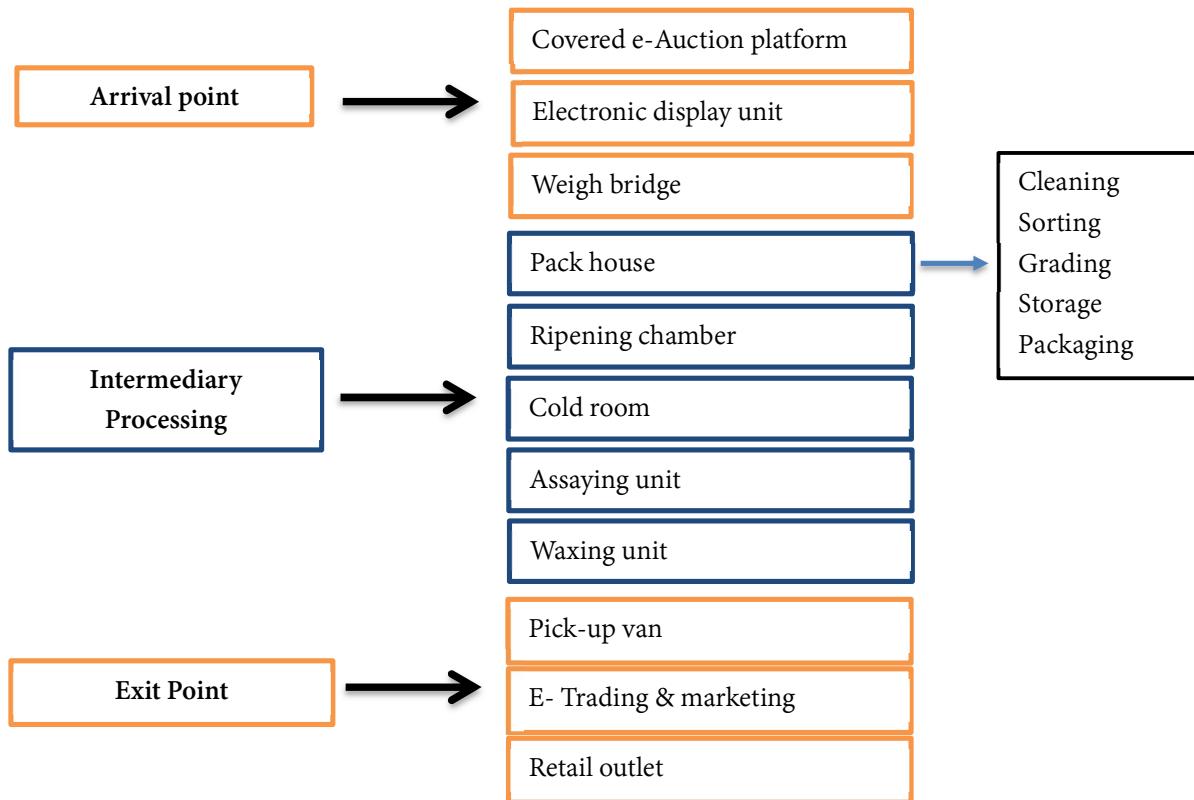 Arrival point
Covered e-Auction platform
Electronic display unit
Weigh bridge
Intermediary
Processing
Pack house
Cleaning
Sorting
Grading
Storage
Packaging
Ripening chamber
Cold room
Assaying unit
Waxing unit
Exit Point
Pick-up van
E- Trading & marketing
Retail outlet